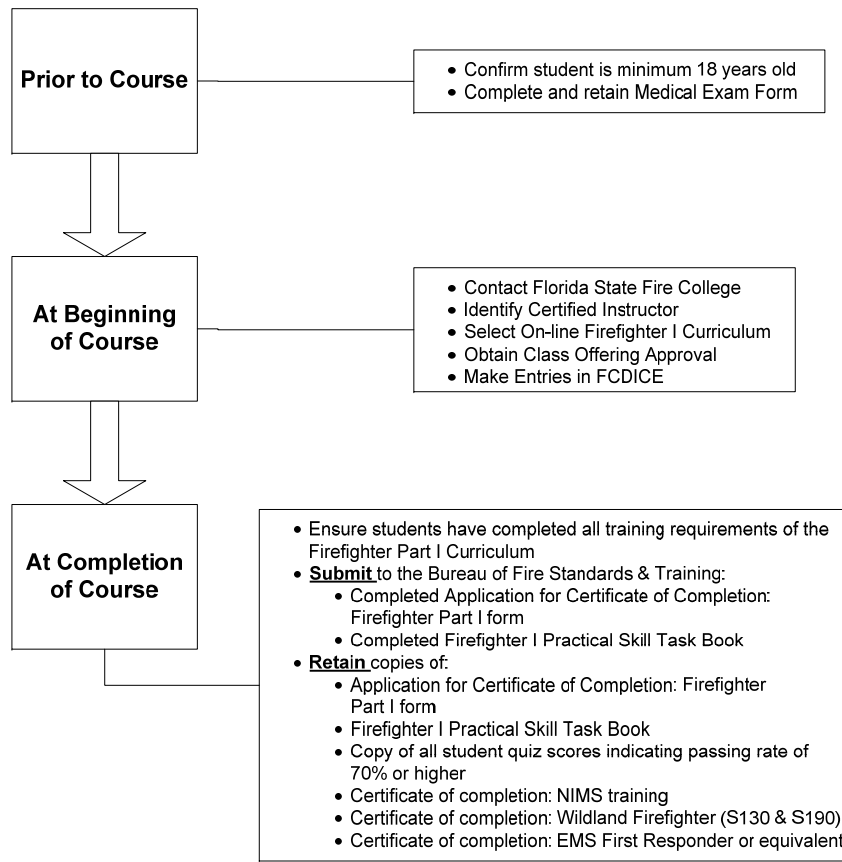 Prior to Course
• Confirm student is minimum 18 years old
• Complete and retain Medical Exam Form
At Beginning
of Course
• Contact Florida State Fire College
• Identify Certified Instructor
• Select On-line Firefighter I Curriculum
• Obtain Class Offering Approval
• Make Entries in FCDICE
At Completion
of Course
• Ensure students have completed all training requirements of the
Firefighter Part I Curriculum
• Submit to the Bureau of Fire Standards & Training:
• Completed Application for Certificate of Completion:
Firefighter Part I form
• Completed Firefighter I Practical Skill Task Book
• Retain copies of:
• Application for Certificate of Completion: Firefighter
Part I form
• Firefighter I Practical Skill Task Book
• Copy of all student quiz scores indicating passing rate of
70% or higher
• Certificate of completion: NIMS training
• Certificate of completion: Wildland Firefighter (S130 & S190)
• Certificate of completion: EMS First Responder or equivalent